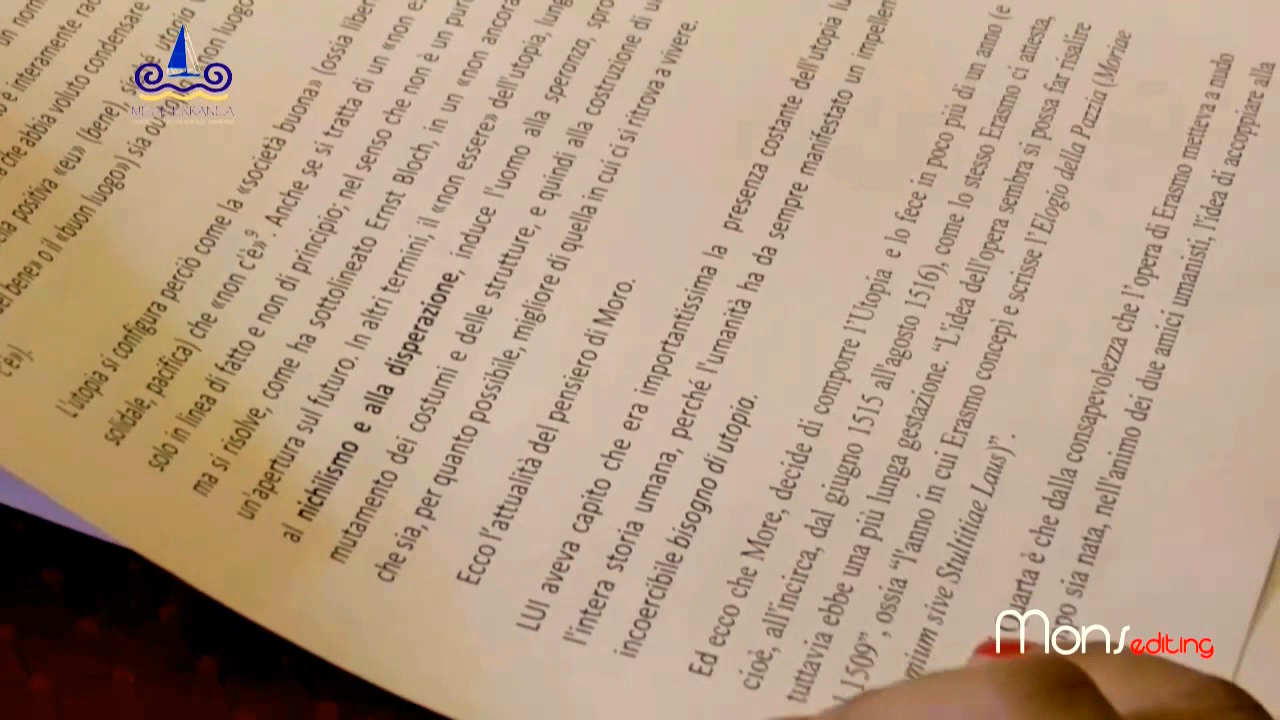 un nom
o e interamente
che abbia voluto condensare
positiva «eu» (bene), utopia
bene» o il «buon luogo») sia non luogo
c'è»).
L'utopia si configura perciò come la «società buona» (ossia liber
solidale, pacifica) che «non c'è»⁹. Anche se si tratta di un «non es
solo in linea di fatto e non di principio; nel senso che non è un pur
ma si risolve, come ha sottolineato Ernst Bloch, in un «non ancora
un'apertura sul futuro. In altri termini, il «non essere» dell'utopia, lung
al nichilismo e alla disperazione, induce l'uomo alla speranzo, spro
mutamento dei costumi e delle strutture, e quindi alla costruzione di u
che sia, per quanto possibile, migliore di quella in cui ci si ritrova a vivere.
Ecco l'attualità del pensiero di Moro.
LUI aveva capito che era importantissima la presenza costante dell'utopia lu
l'intera storia umana, perché l'umanità ha da sempre manifestato un impellen
incoercibile bisogno di utopio.
Ed ecco che More, decide di comporre l'Utopia e lo fece in poco più di un anno (e
cioè, all'incirca, dal giugno 1515 all'agosto 1516), come lo stesso Erasmo ci attesta,
tuttavia ebbe una più lunga gestazione. "L'idea dell'opera sembra si possa far risalire
l 1509", ossia "l'anno in cui Erasmo concepì e scrisse l'Elogio della Pazzia (Moriae
mium sive Stultitiae Laus)".
è che dalla consapevolezza che l'opera di Erasmo metteva a nudo
po sia nata, nell'animo dei due amici umanisti, l'idea di accoppiare alla
Mons editing